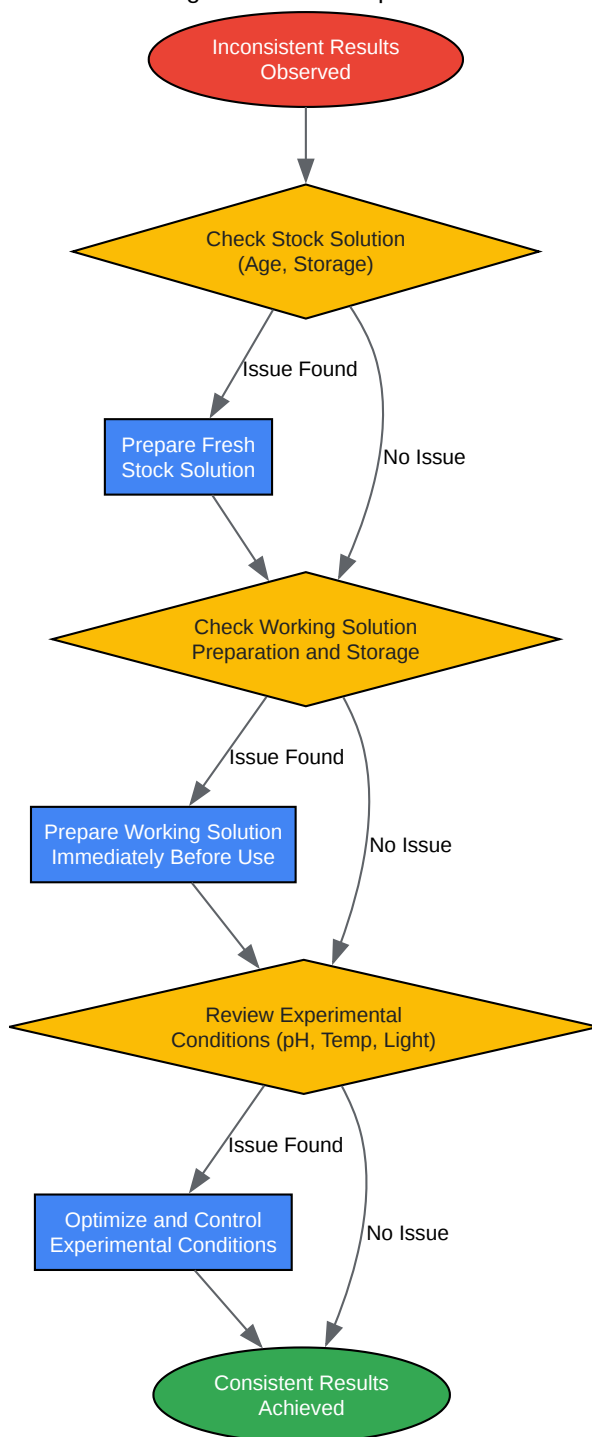 Inconsistent Results
Observed
Check Stock Solution
(Age, Storage)
Issue Found
Prepare Fresh
Stock Solution
No Issue
Check Working Solution
Preparation and Storage
Issue Found
Prepare Working Solution
Immediately Before Use
No Issue
Review Experimental
Conditions (pH, Temp, Light)
Issue Found
Optimize and Control
Experimental Conditions
No Issue
Consistent Results
Achieved